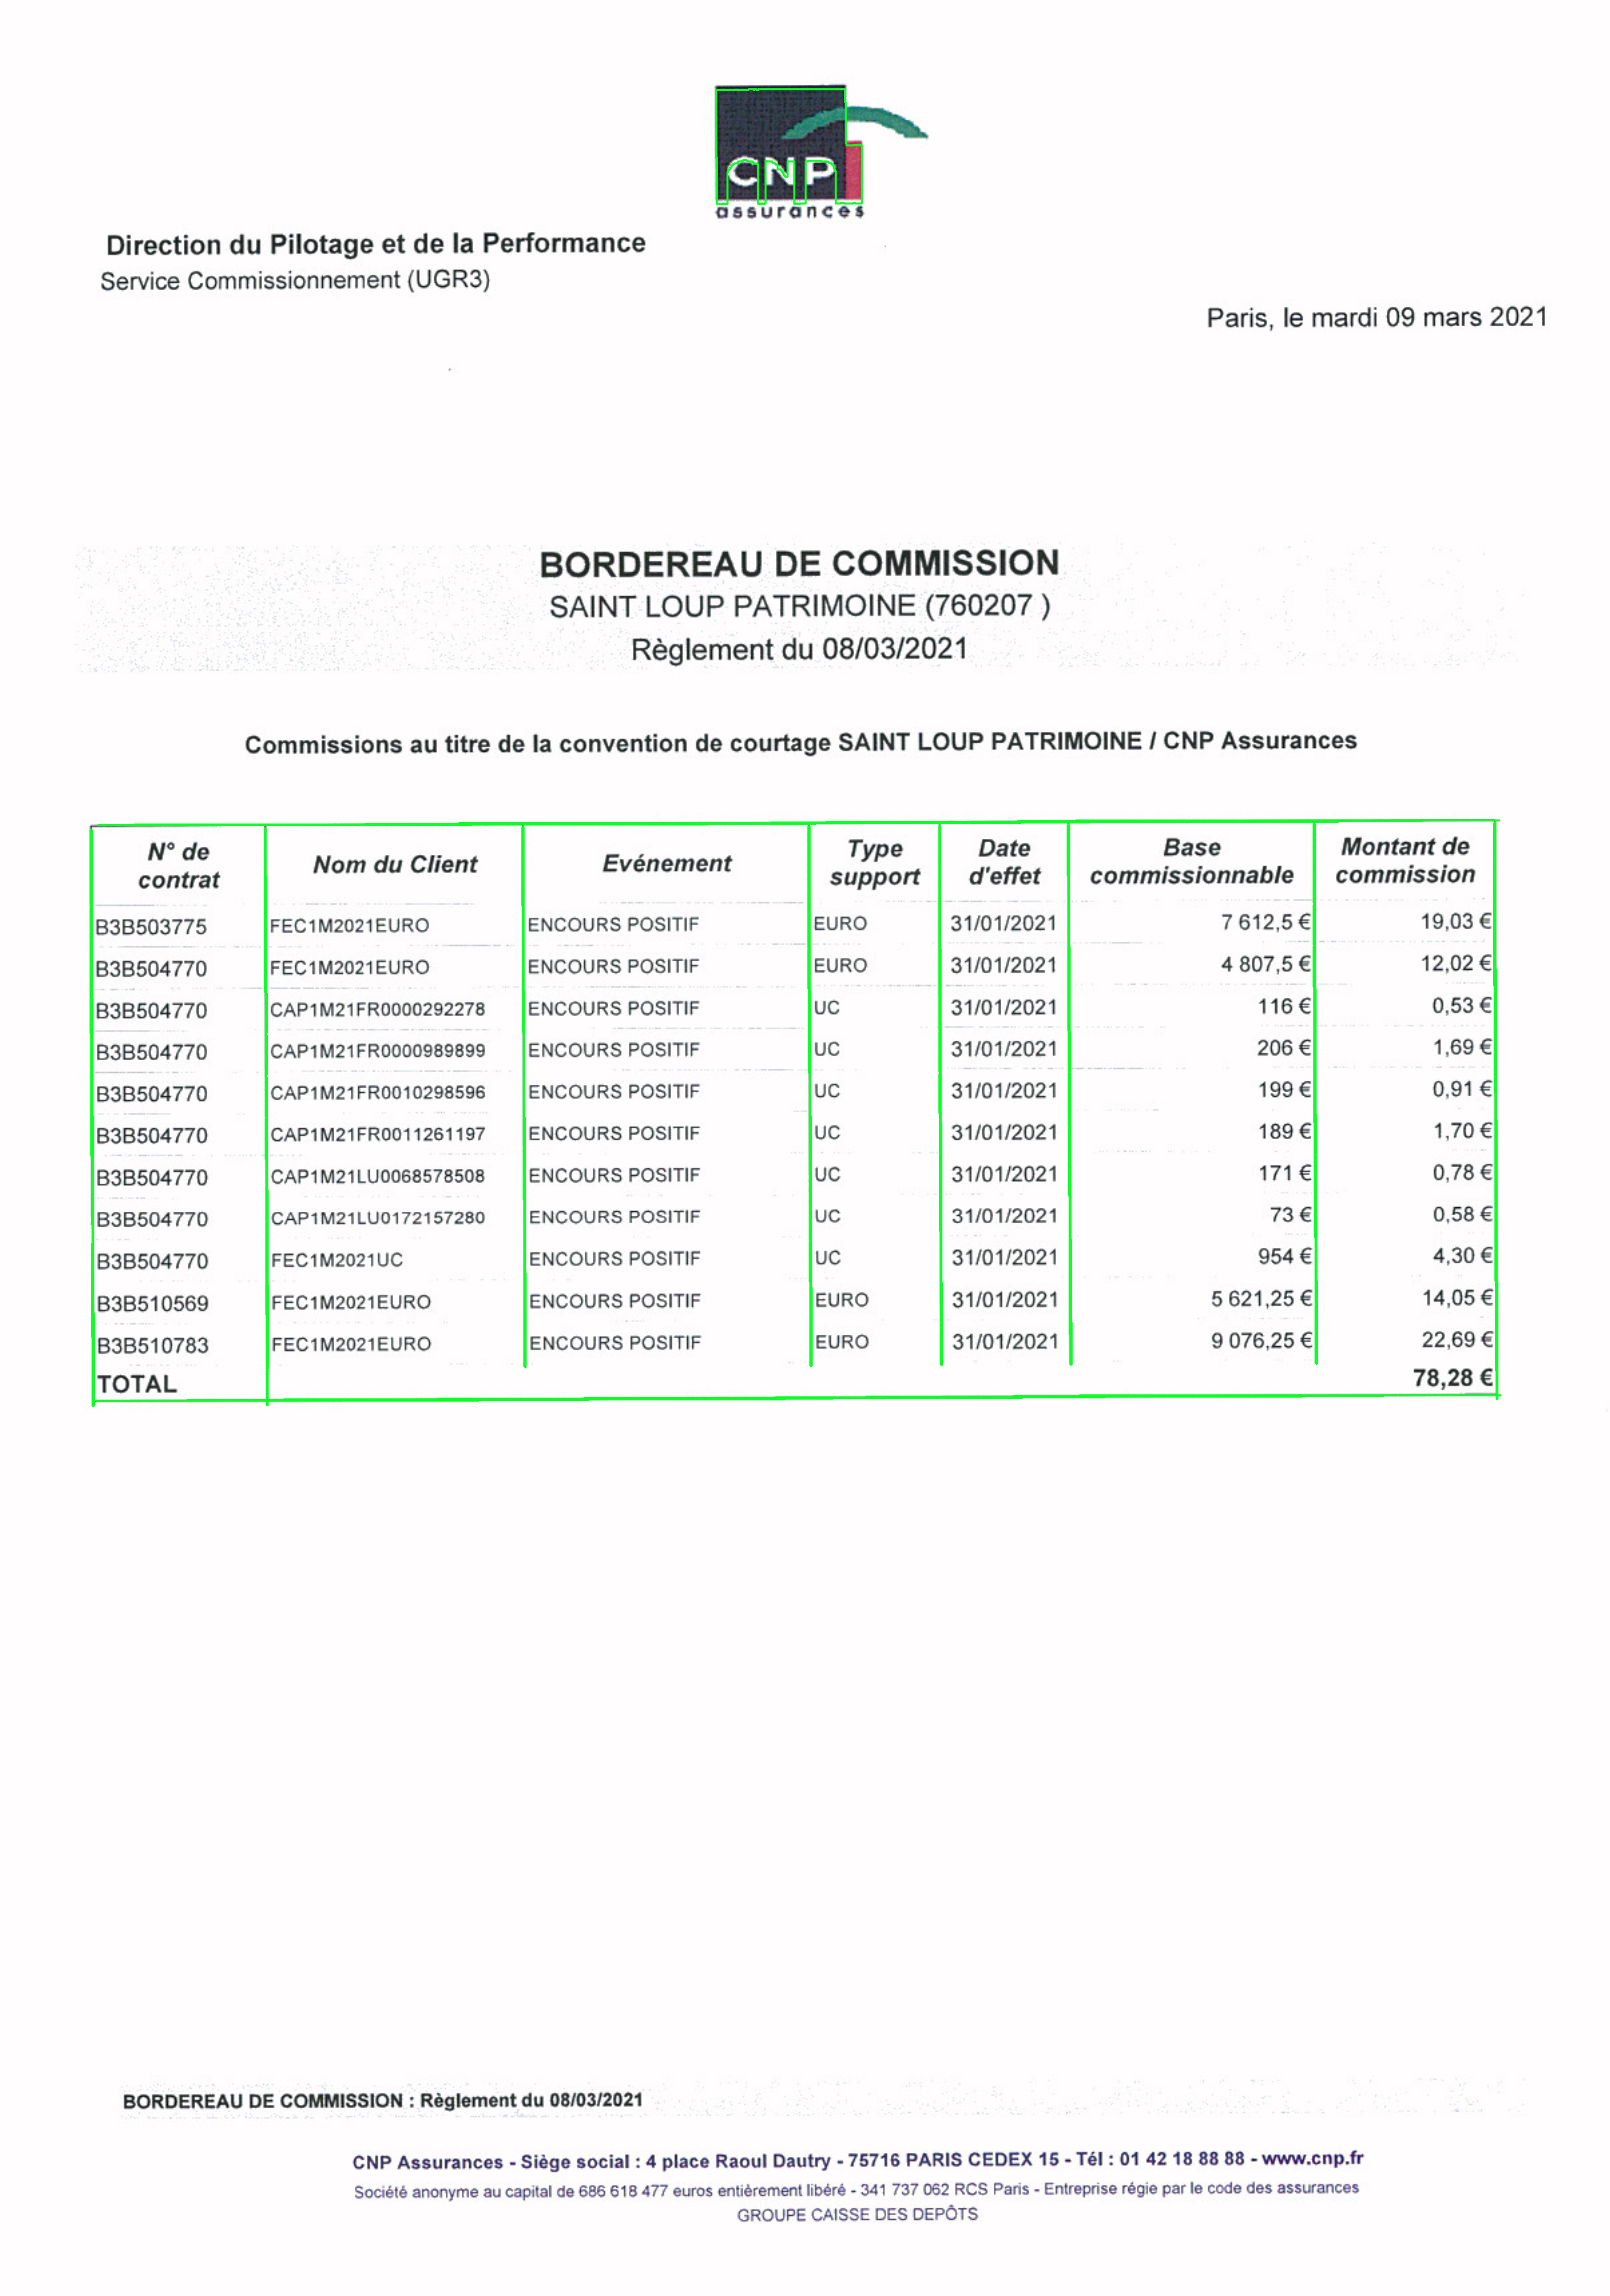 CNP
assurances
Direction du Pilotage et de la Performance
Service Commissionnement (UGR3)
Paris, le mardi 09 mars 2021
BORDEREAU DE COMMISSION
SAINT LOUP PATRIMOINE (760207 )
Règlement du 08/03/2021
Commissions au titre de la convention de courtage SAINT LOUP PATRIMOINE / CNP Assurances
N° de contrat Nom du Client Evénement Type support Date d'effet Base commissionnable Montant de commission
B3B503775 FEC1M2021EURO ENCOURS POSITIF EURO 31/01/2021 7 612,5 € 19,03 €
B3B504770 FEC1M2021EURO ENCOURS POSITIF EURO 31/01/2021 4 807,5 € 12,02 €
B3B504770 CAP1M21FR0000292278 ENCOURS POSITIF UC 31/01/2021 116 € 0,53 €
B3B504770 CAP1M21FR0000989899 ENCOURS POSITIF UC 31/01/2021 206 € 1,69 €
B3B504770 CAP1M21FR0010298596 ENCOURS POSITIF UC 31/01/2021 199 € 0,91 €
B3B504770 CAP1M21FR0011261197 ENCOURS POSITIF UC 31/01/2021 189 € 1,70 €
B3B504770 CAP1M21LU0068578508 ENCOURS POSITIF UC 31/01/2021 171 € 0,78 €
B3B504770 CAP1M21LU0172157280 ENCOURS POSITIF UC 31/01/2021 73 € 0,58 €
B3B504770 FEC1M2021UC ENCOURS POSITIF UC 31/01/2021 954 € 4,30 €
B3B510569 FEC1M2021EURO ENCOURS POSITIF EURO 31/01/2021 5 621,25 € 14,05 €
B3B510783 FEC1M2021EURO ENCOURS POSITIF EURO 31/01/2021 9 076,25 € 22,69 €
TOTAL 78,28 €
BORDEREAU DE COMMISSION : Règlement du 08/03/2021
CNP Assurances - Siège social : 4 place Raoul Dautry - 75716 PARIS CEDEX 15 - Tél : 01 42 18 88 88 - www.cnp.fr
Société anonyme au capital de 686 618 477 euros entièrement libéré - 341 737 062 RCS Paris - Entreprise régie par le code des assurances
GROUPE CAISSE DES DEPÔTS